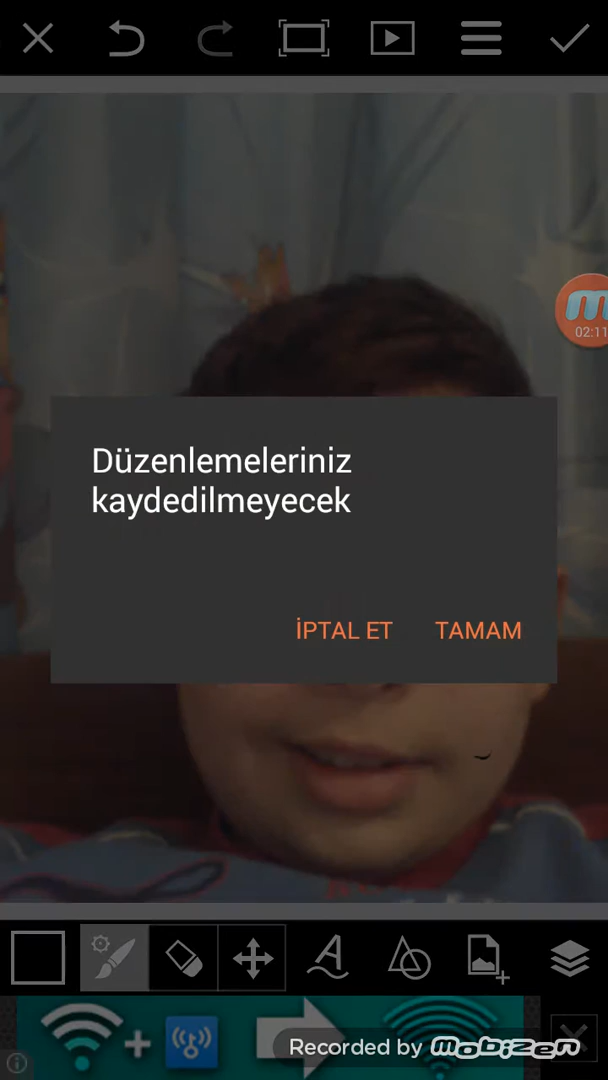 02:11
Düzenlemeleriniz
kaydedilmeyecek
İPTAL ET TAMAM
Recorded by mobizen